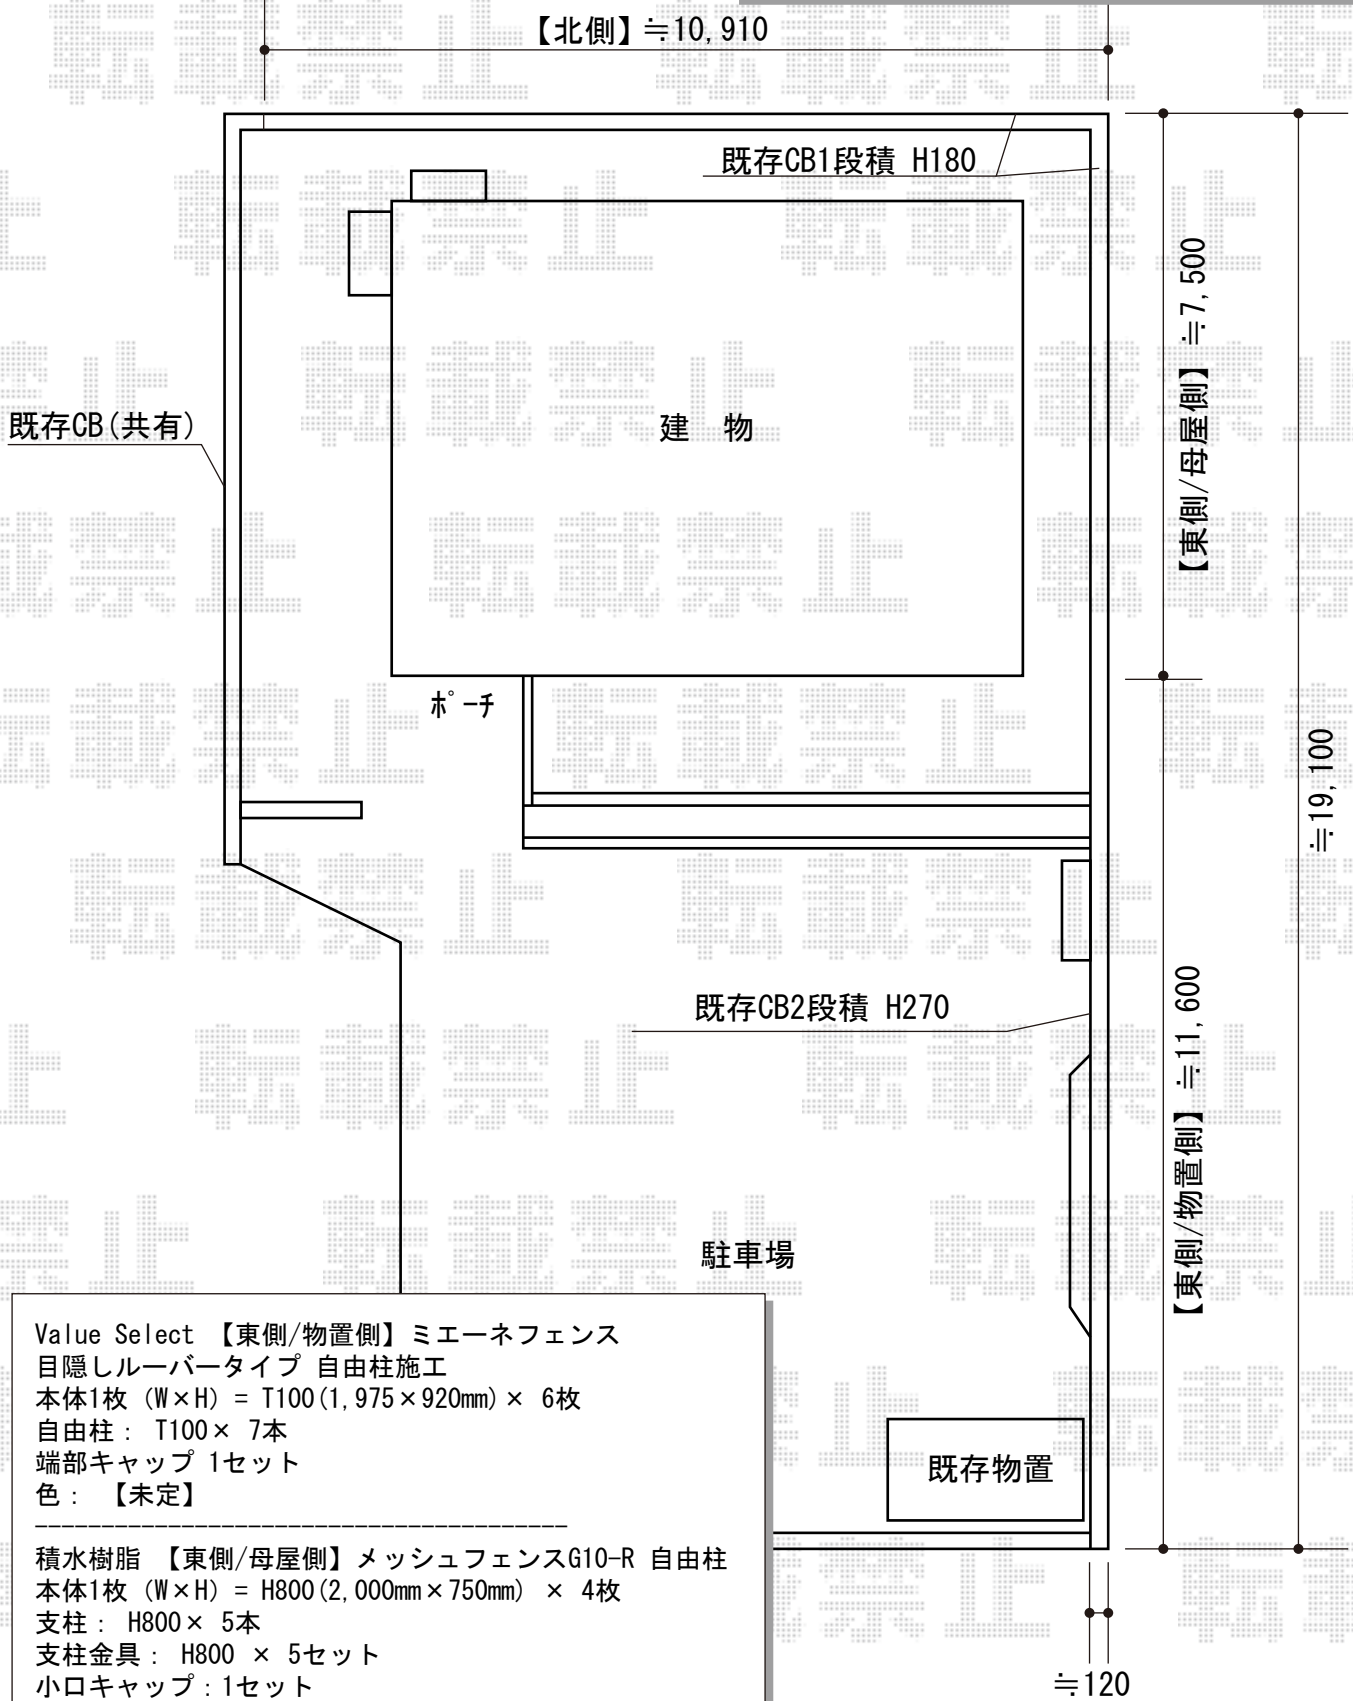 【北側】≒10,910
既存CB1段積 H180
【東側/母屋側】≒7,500
既存CB(共有)
建 物
ﾎﾟｰﾁ
≒19,100
既存CB2段積 H270
【東側/物置側】≒11,600
駐車場
既存物置
≒120
Value Select 【東側/物置側】ミエーネフェンス
目隠しルーバータイプ 自由柱施工
本体1枚 (W×H) = T100(1,975×920mm)× 6枚
自由柱： T100× 7本
端部キャップ 1セット
色： 【未定】
----------------------------------------
積水樹脂 【東側/母屋側】メッシュフェンスG10-R 自由柱
本体1枚 (W×H) = H800(2,000mm×750mm) × 4枚
支柱： H800× 5本
支柱金具： H800 × 5セット
小口キャップ：1セット
転載禁止